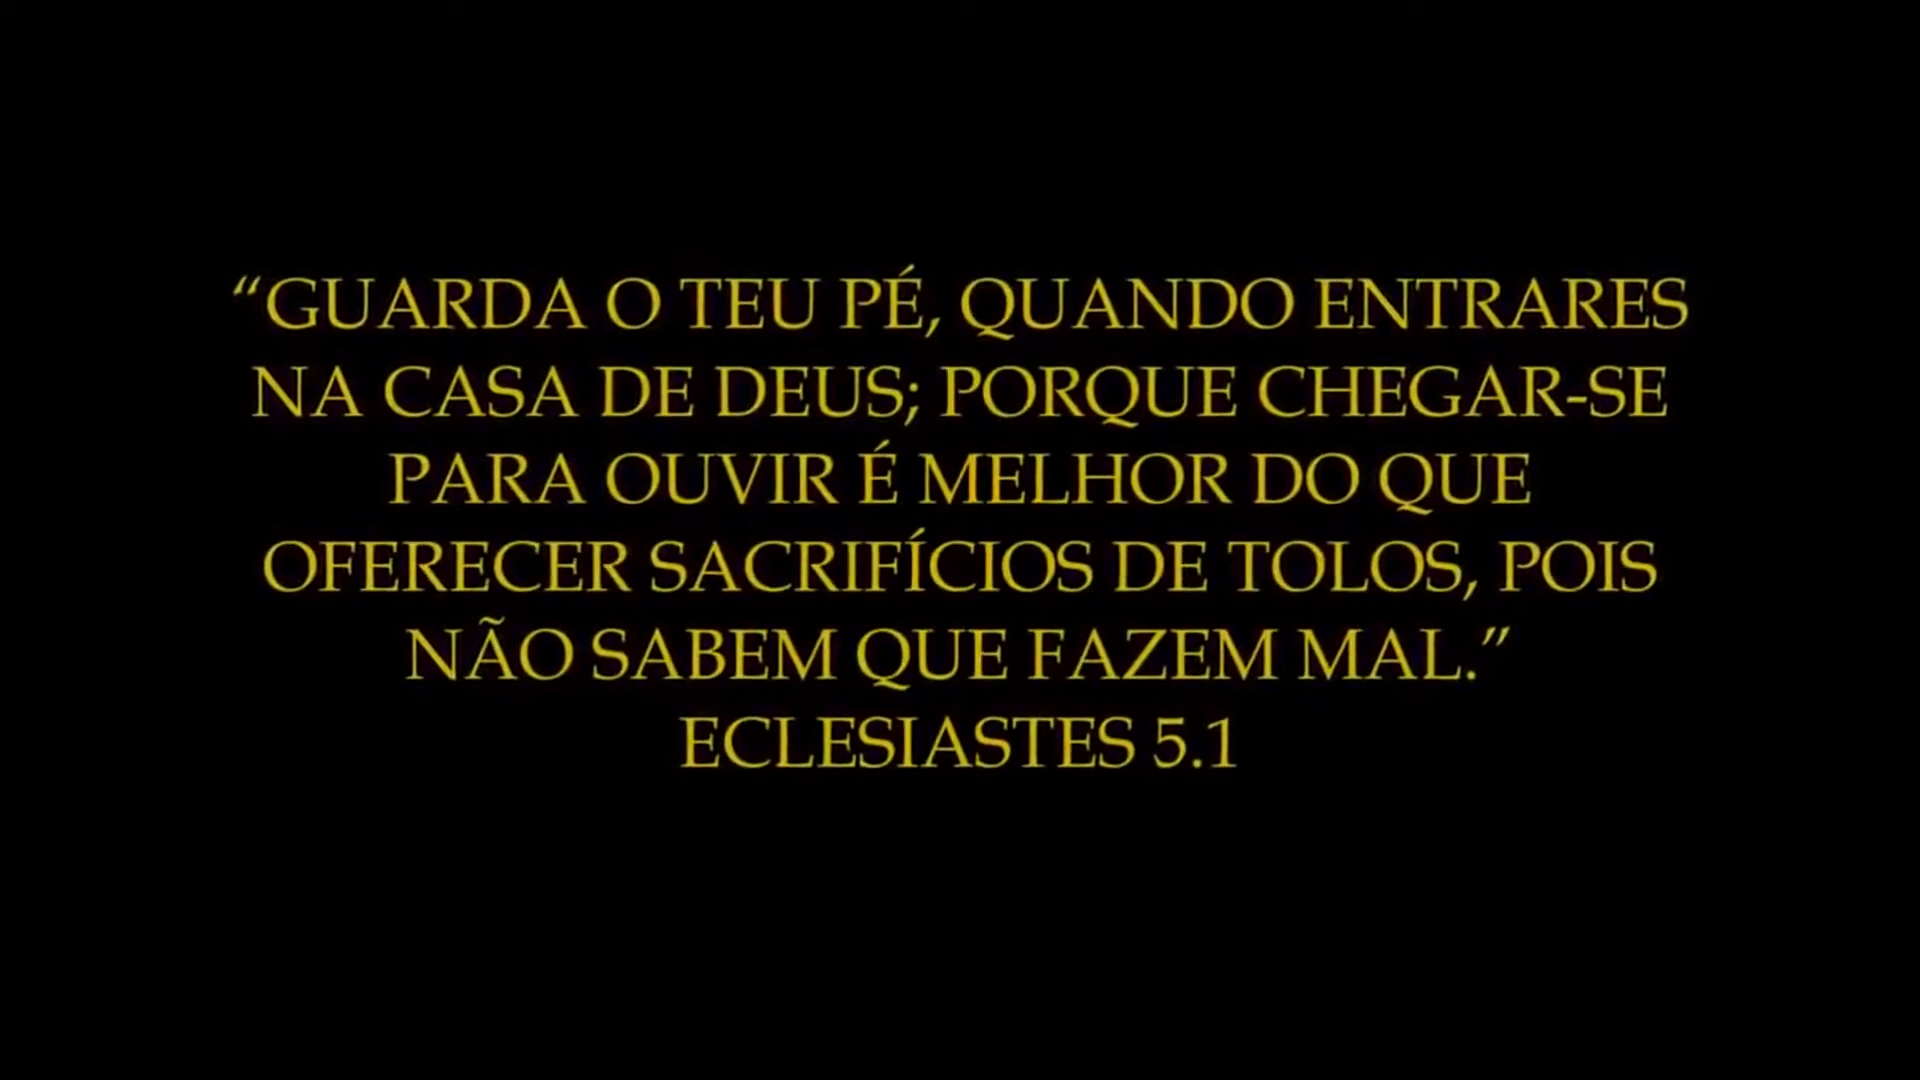 “GUARDA O TEU PÉ, QUANDO ENTRARES
NA CASA DE DEUS; PORQUE CHEGAR-SE
PARA OUVIR É MELHOR DO QUE
OFERECER SACRIFÍCIOS DE TOLOS, POIS
NÃO SABEM QUE FAZEM MAL.”
ECLESIASTES 5.1